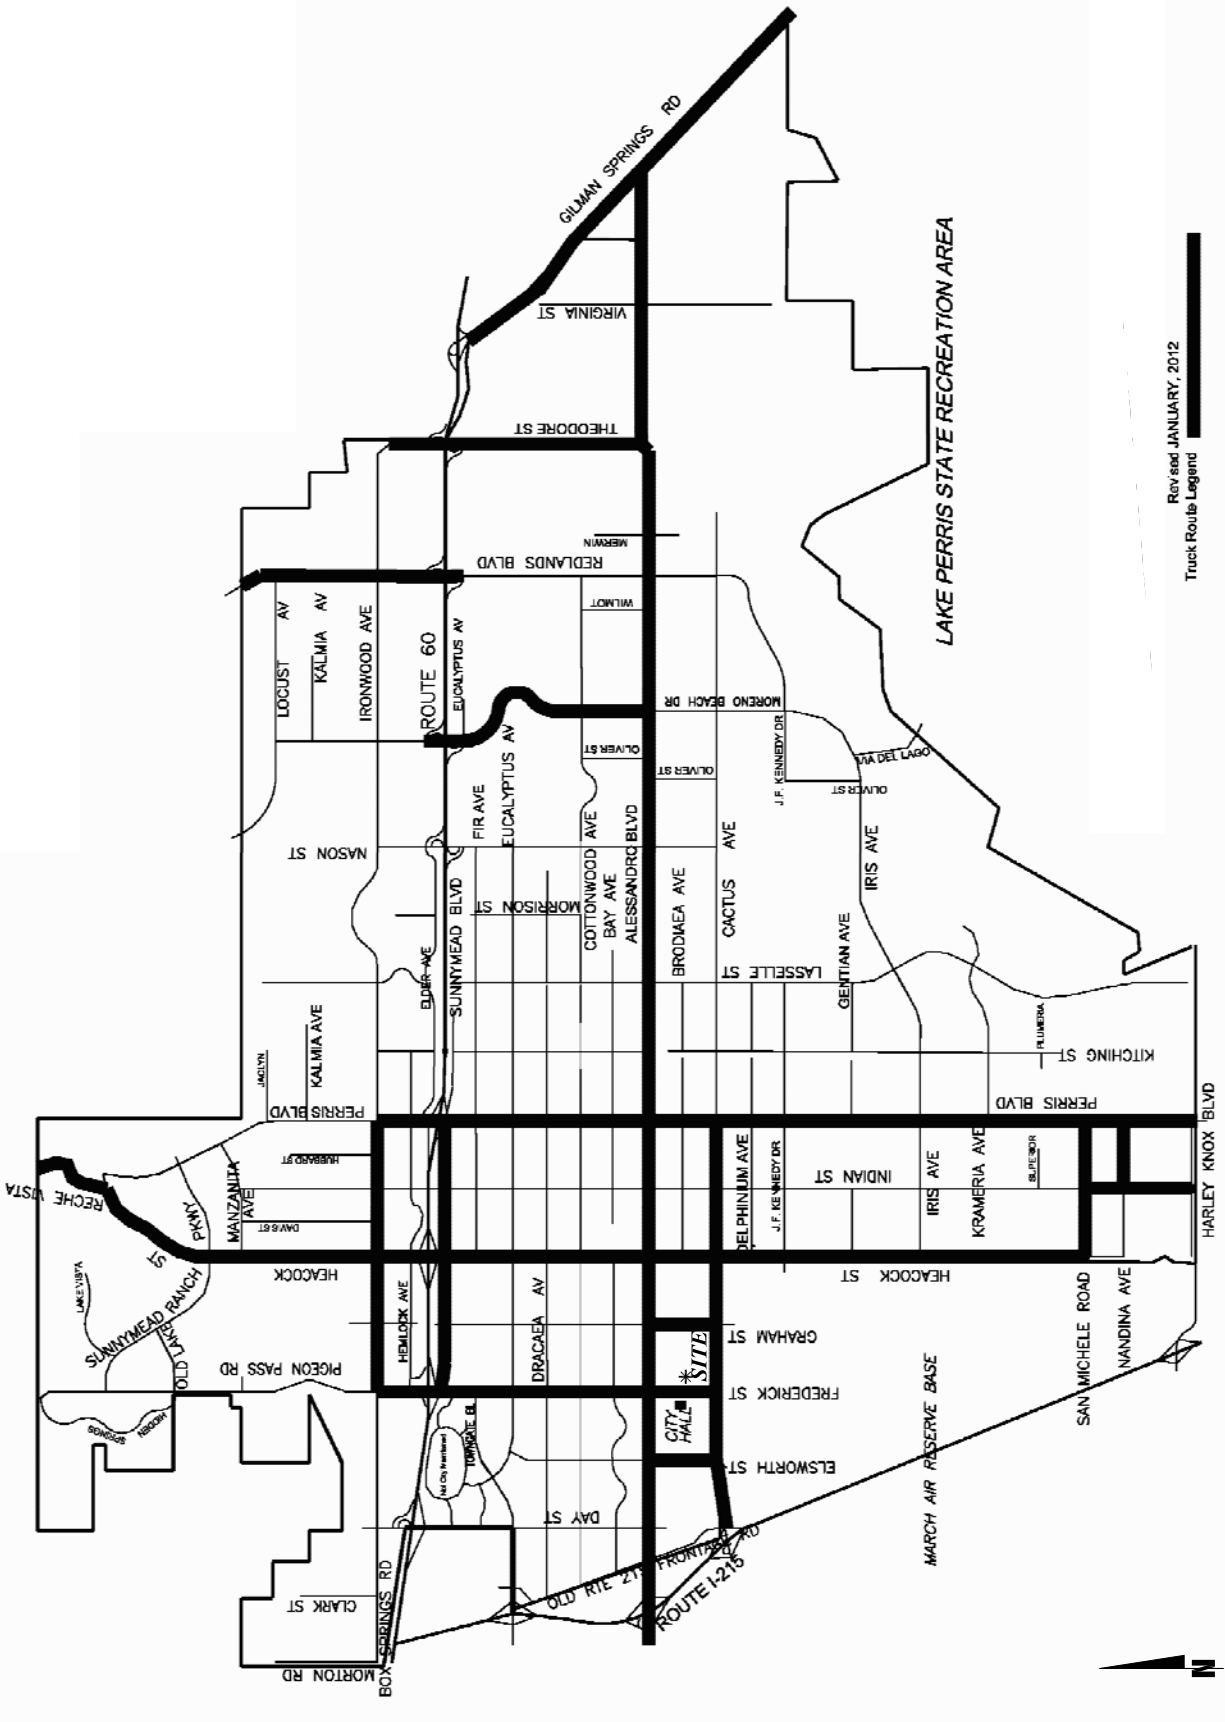 GILMAN SPRINGS RD
VIRGINIA ST
THEODORE ST
MERWIN
REDLANDS BLVD
WILMOT
LOCUST AV
KALMIA AV
IRONWOOD AVE
ROUTE 60
EUCALYPTUS AV
MORENO BEACH DR
OLIVER ST
OLIVER ST
J.F. KENNEDY DR
VIA DEL LAGO
OLIVER ST
NASON ST
FIR AVE
EUCALYPTUS AV
COTTONWOOD AVE
BAY AVE
ALESSANDRO BLVD
BRODIAEA AVE
CACTUS AVE
IRIS AVE
MORRISON ST
ELDER AVE
SUNNYMEAD BLVD
LASSELLE ST
GENTIAN AVE
JACLYN
KALMIA AVE
PERRIS BLVD
PLUMERIA
KITCHING ST
PERRIS BLVD
HARLEY KNOX BLVD
RECHE VISTA
HUBBARD ST
PKWY
MANZANITA AVE
DAVIS ST
DELPHINIUM AVE
J.F. KENNEDY DR
INDIAN ST
IRIS AVE
KRAMERIA AVE
SUPERIOR
ST
HEACOCK
HEACOCK ST
LAKE VISTA
SUNNYMEAD RANCH
OLD LAKE
PIGEON PASS RD
HEMLOCK AVE
DRACAEA AV
GRAHAM ST
*SITE
FREDERICK ST
SAN MICHELE ROAD
NANDINA AVE
HIDDEN SPRINGS
Not City Maintained
TOWNGATE BL
CITY HALL
ELSWORTH ST
MARCH AIR RESERVE BASE
DAY ST
OLD RTE 215 FRONTAGE RD
ROUTE I-215
CLARK ST
BOX SPRINGS RD
MORTON RD
LAKE PERRIS STATE RECREATION AREA
Revised JANUARY, 2012
Truck Route Legend
N